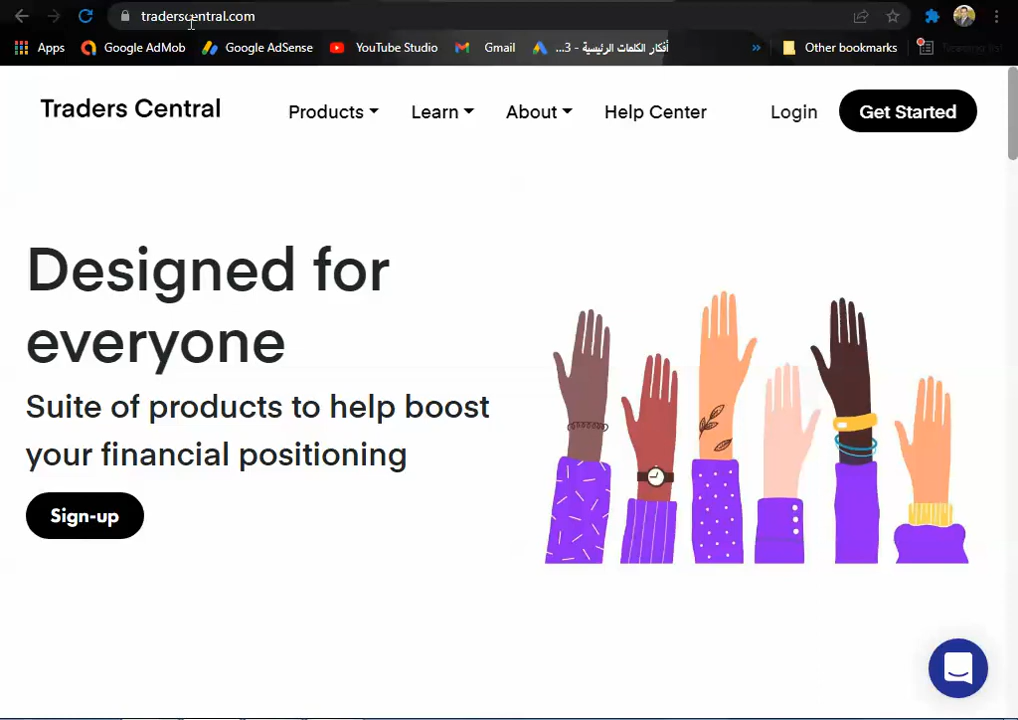 traderscentral.com
Apps Google AdMob Google AdSense YouTube Studio Gmail أفكار الكلمات الرئيسية - 3... » Other bookmarks Reading list
Traders Central Products Learn About Help Center Login Get Started
Designed for
everyone
Suite of products to help boost
your financial positioning
Sign-up